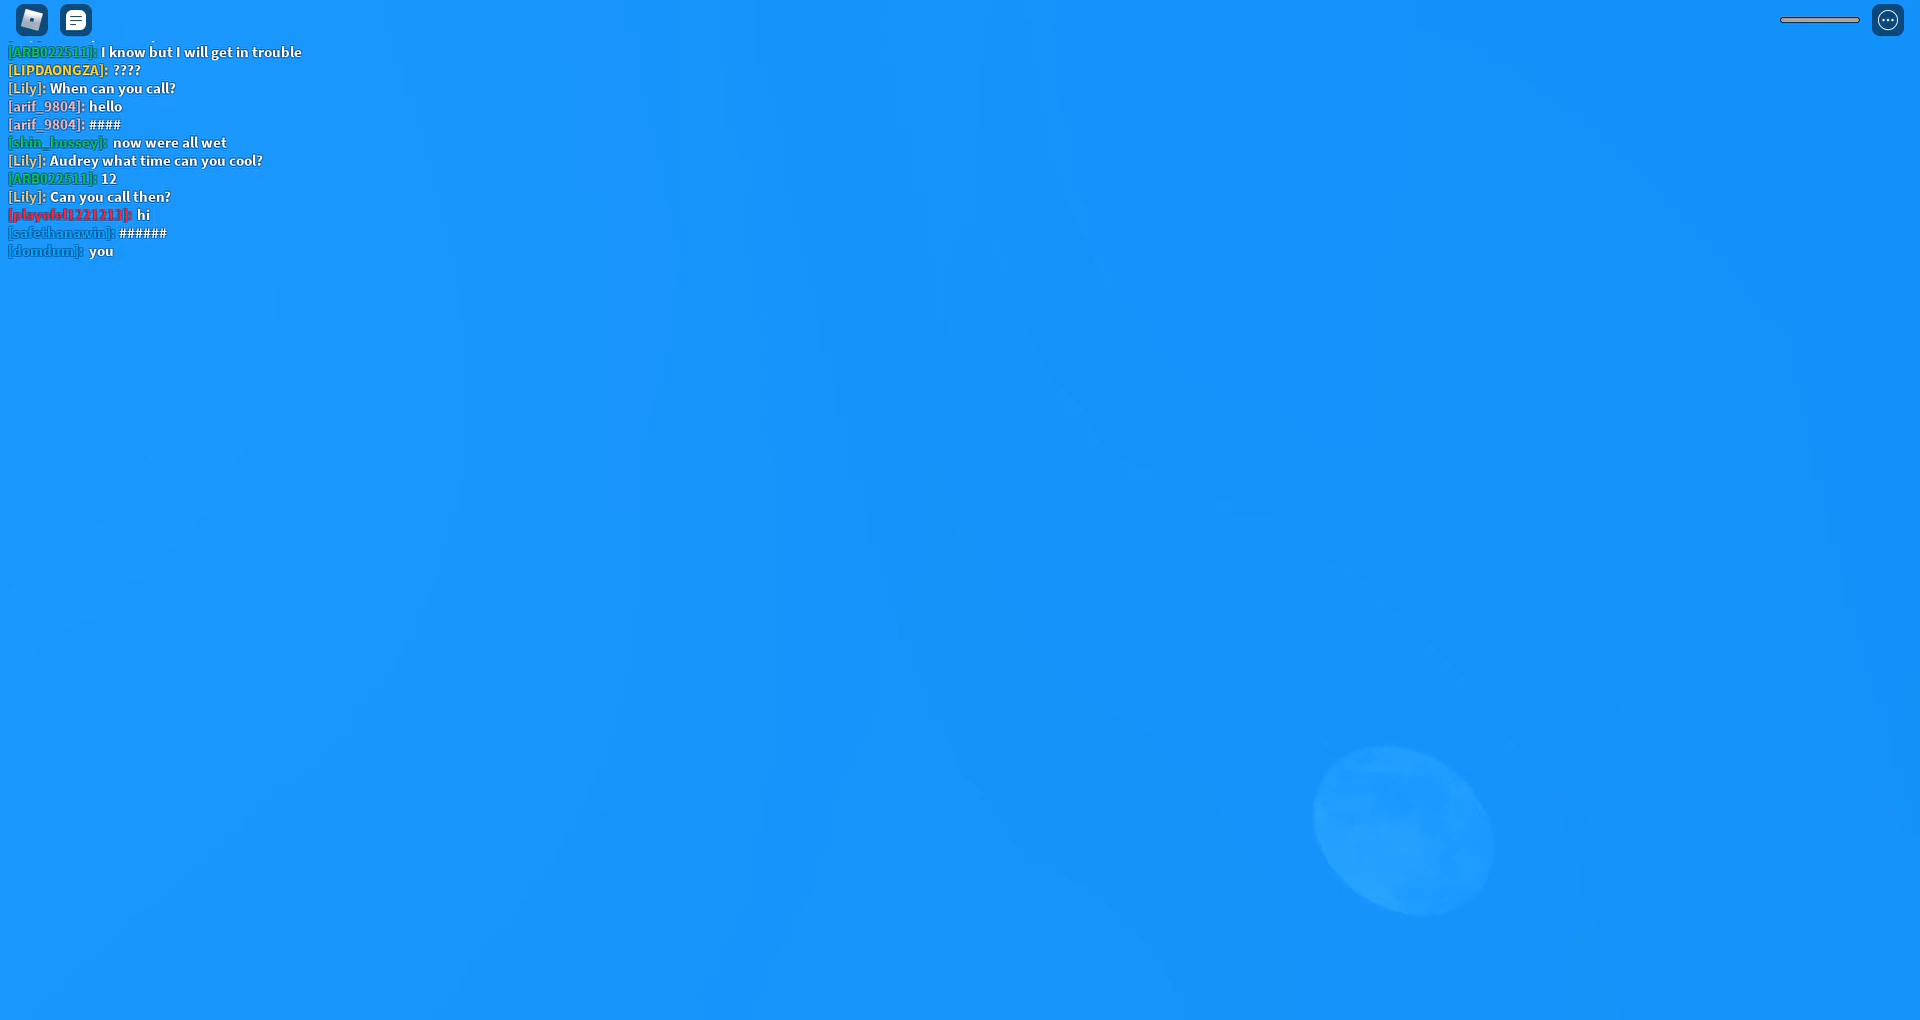 [ARB022511]: I know but I will get in trouble
[LIPDAONGZA]: ????
[Lily]: When can you call?
[arif_9804]: hello
[arif_9804]: ####
[shin_hussey]: now were all wet
[Lily]: Audrey what time can you cool?
[ARB022511]: 12
[Lily]: Can you call then?
hi
[safethanawin]: ######
[domdum]: you